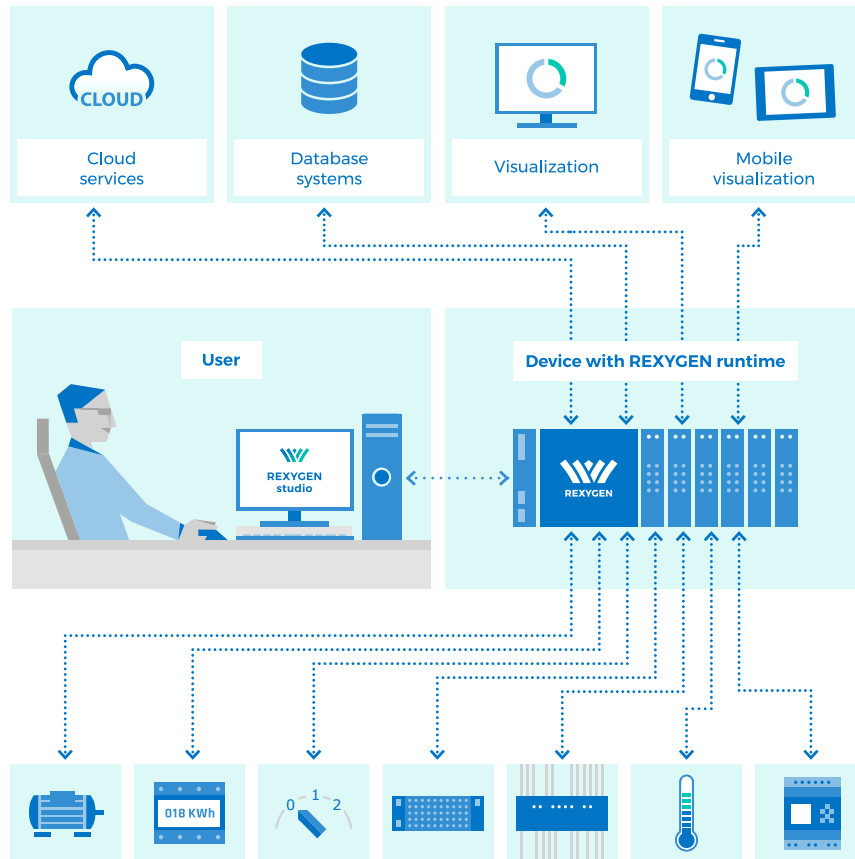 CLOUD
Cloud
services
Database
systems
Visualization
Mobile
visualization
User
Device with REXYGEN runtime
REXYGEN
studio
REXYGEN
018 KWh
0 1 2